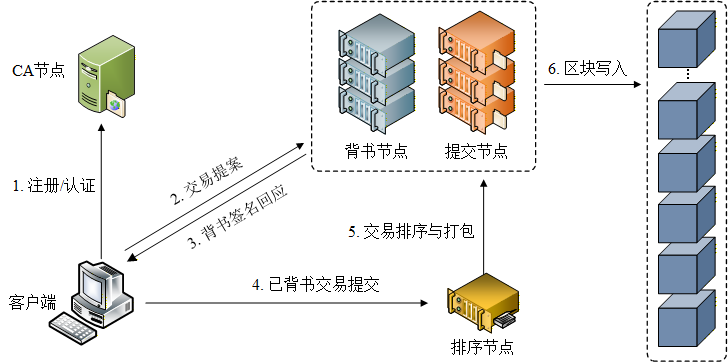 CA节点
背书节点
提交节点
6. 区块写入
1. 注册/认证
2. 交易提案
3. 背书签名回应
5. 交易排序与打包
客户端
4. 已背书交易提交
排序节点